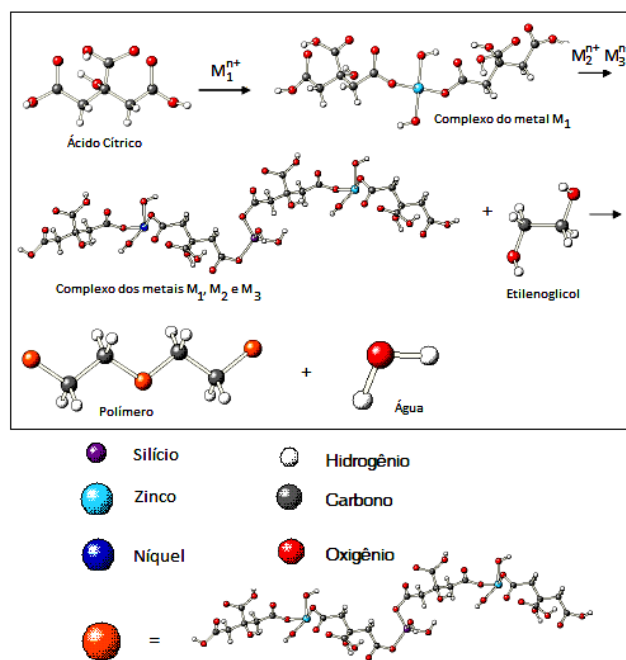 M₁ⁿ⁺
M₂ⁿ⁺ M₃ⁿ
Ácido Cítrico
Complexo do metal M₁
+
Complexo dos metais M₁, M₂ e M₃
Etilenoglicol
+
Polímero
Água
Silício
Hidrogênio
Zinco
Carbono
Níquel
Oxigênio
=